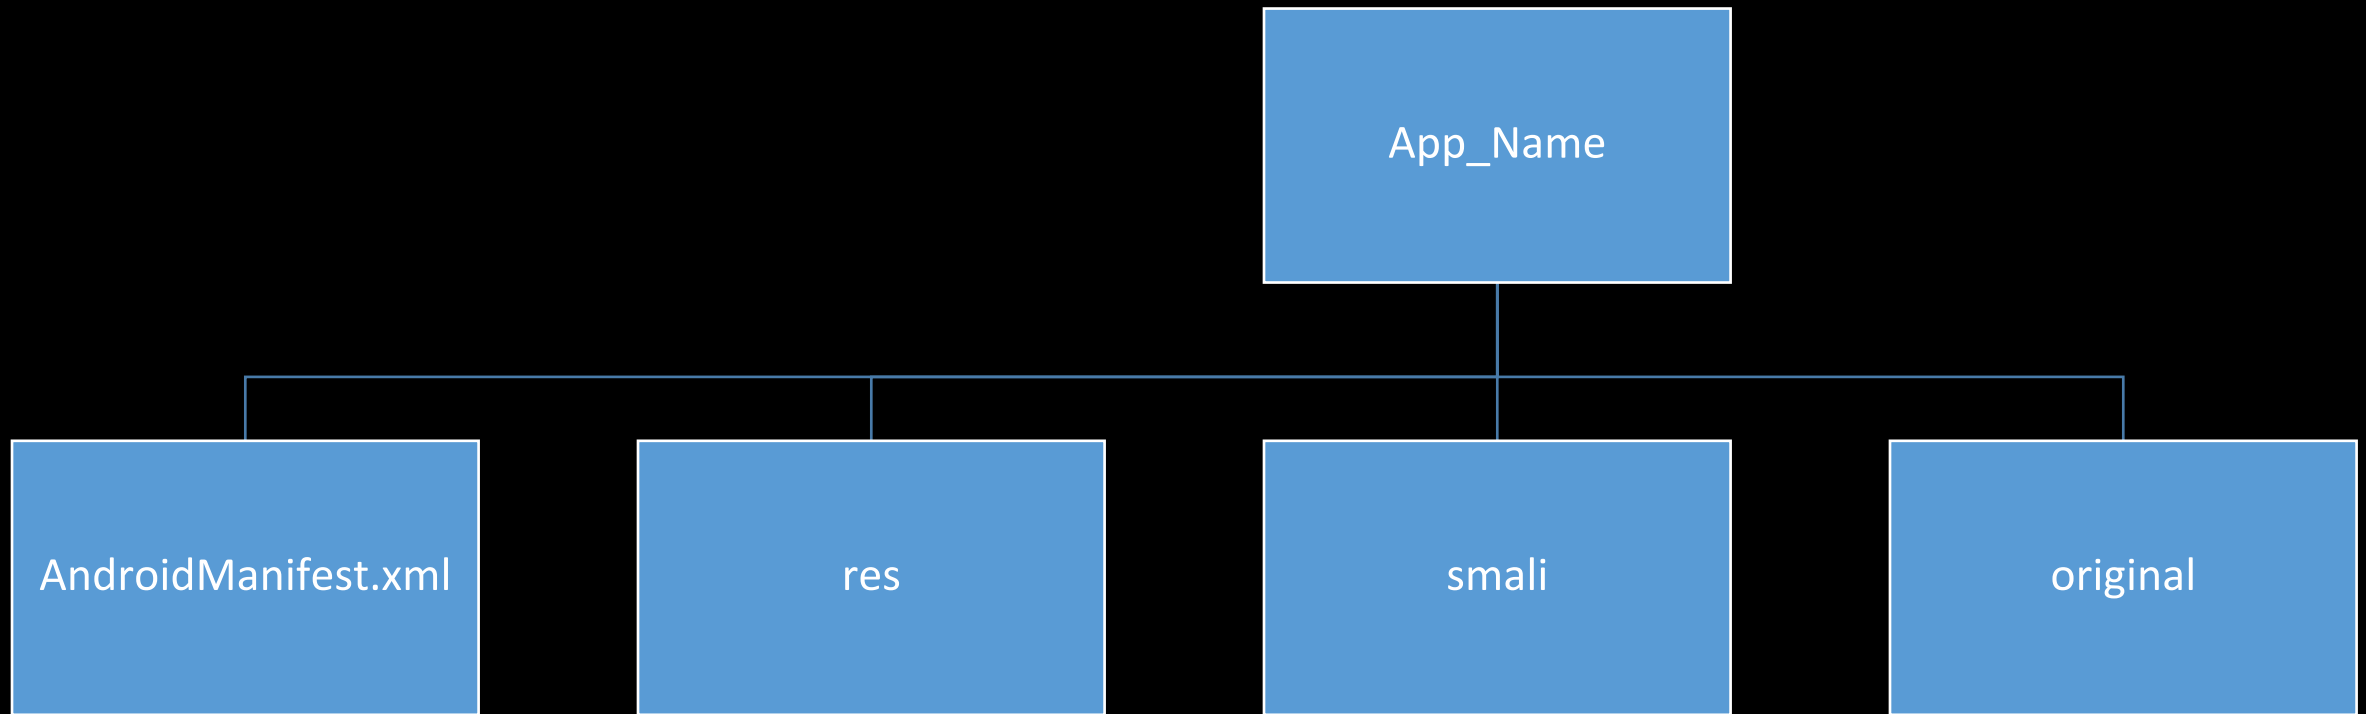 App_Name
AndroidManifest.xml
res
smali
original